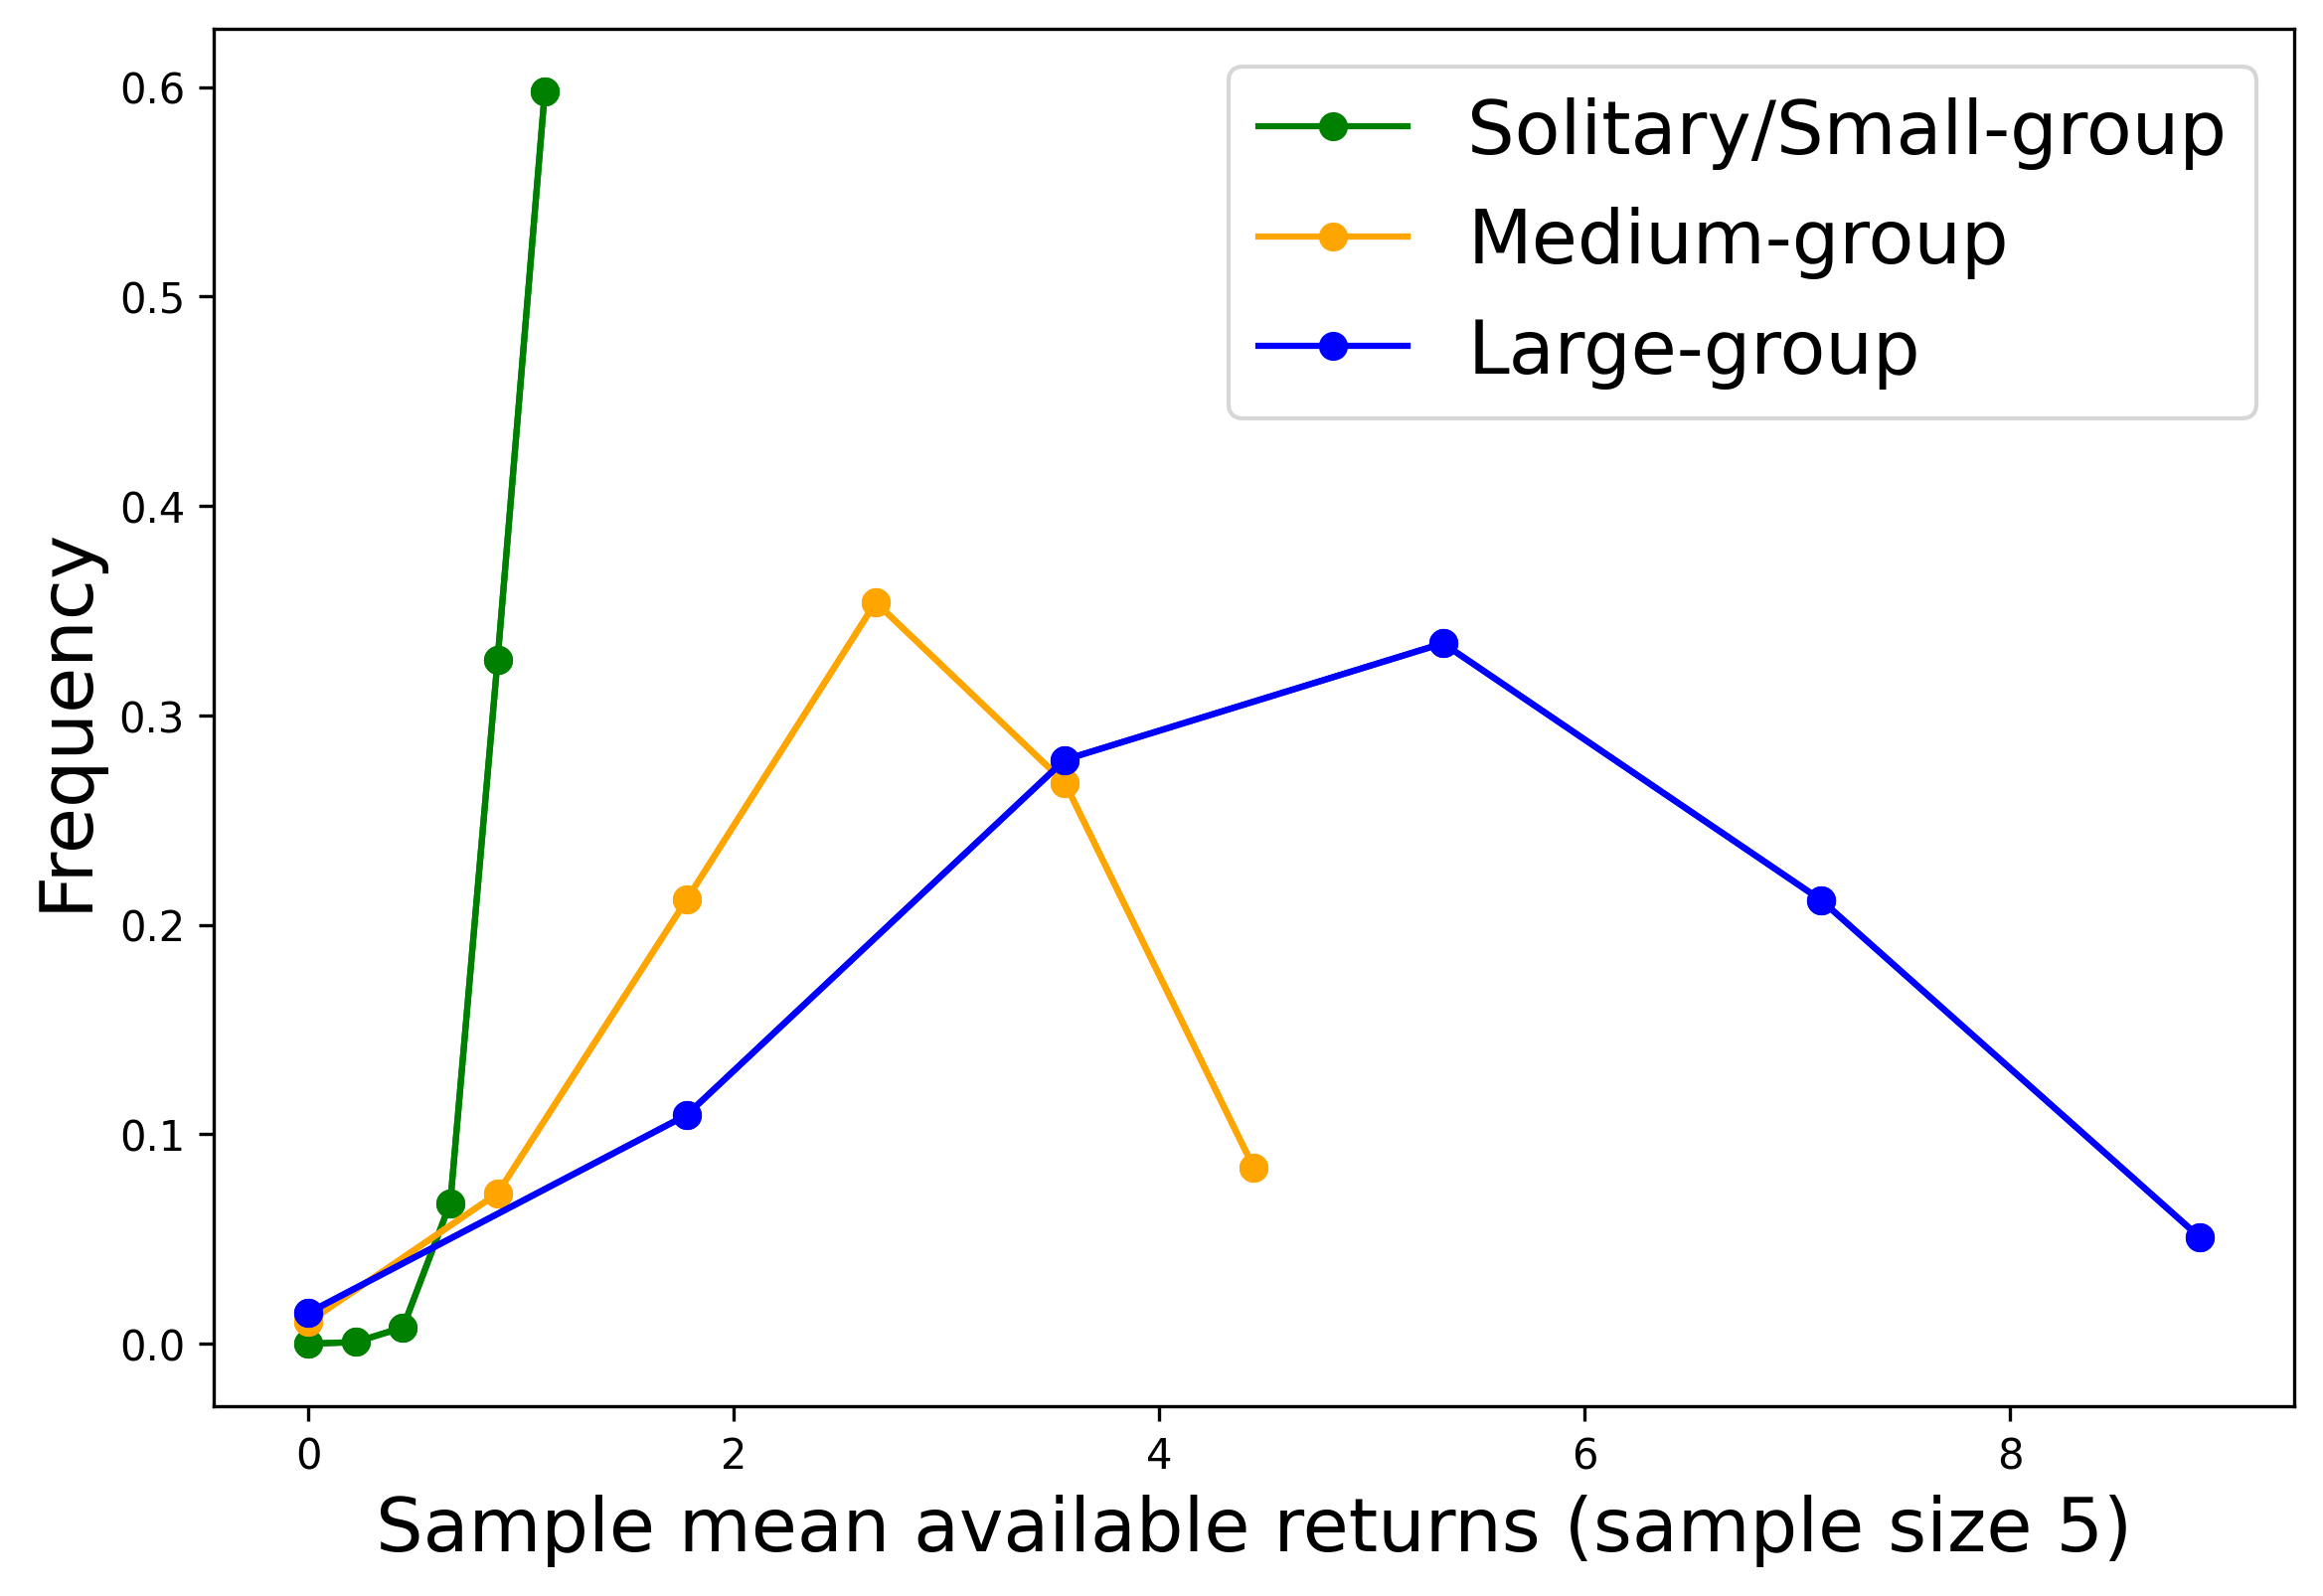 Solitary/Small-group
Medium-group
Large-group
Frequency
0.6
0.5
0.4
0.3
0.2
0.1
0.0
0 2 4 6 8
Sample mean available returns (sample size 5)